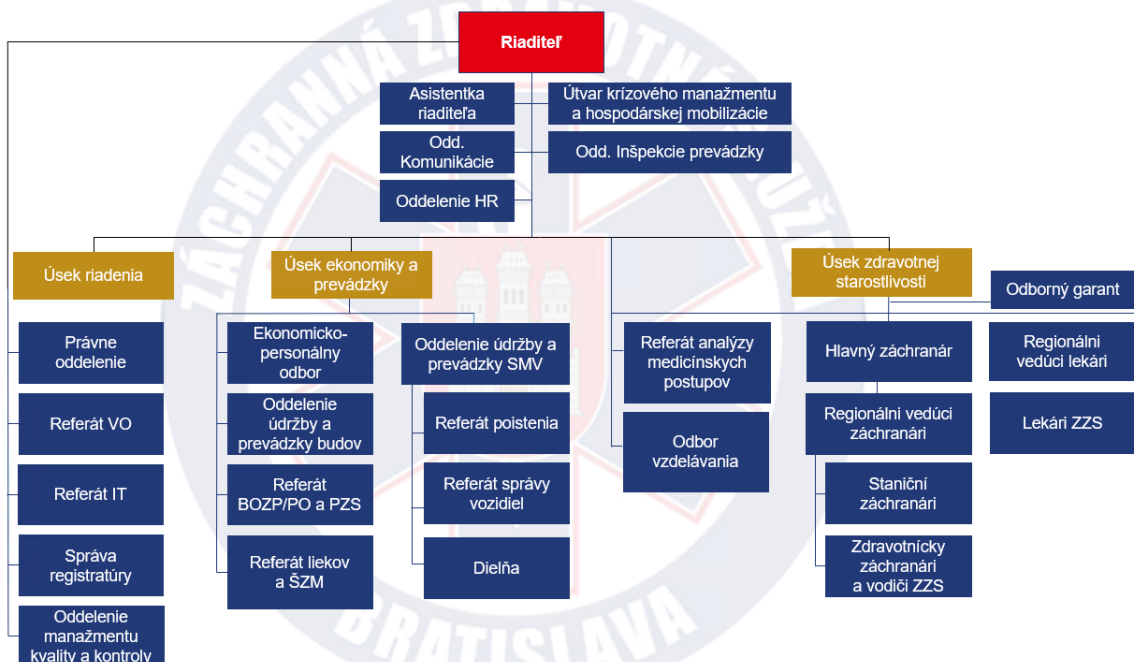 Riaditeľ
Asistentka
riaditeľa
Útvar krízového manažmentu
a hospodárskej mobilizácie
Odd.
Komunikácie
Odd. Inšpekcie prevádzky
Oddelenie HR
Úsek riadenia
Úsek ekonomiky a
prevádzky
Úsek zdravotnej
starostlivosti
Odborný garant
Právne
oddelenie
Referát VO
Referát IT
Správa
registratúry
Oddelenie
manažmentu
kvality a kontroly
Ekonomicko-
personálny
odbor
Oddelenie
údržby a
prevádzky budov
Referát
BOZP/PO a PZS
Referát liekov
a ŠZM
Oddelenie údržby a
prevádzky SMV
Referát poistenia
Referát správy
vozidiel
Dielňa
Referát analýzy
medicínskych
postupov
Odbor
vzdelávania
Hlavný záchranár
Regionálni vedúci
záchranári
Staniční
záchranári
Zdravotnícky
záchranári
a vodiči ZZS
Regionálni
vedúci lekári
Lekári ZZS
BRATISLAVA